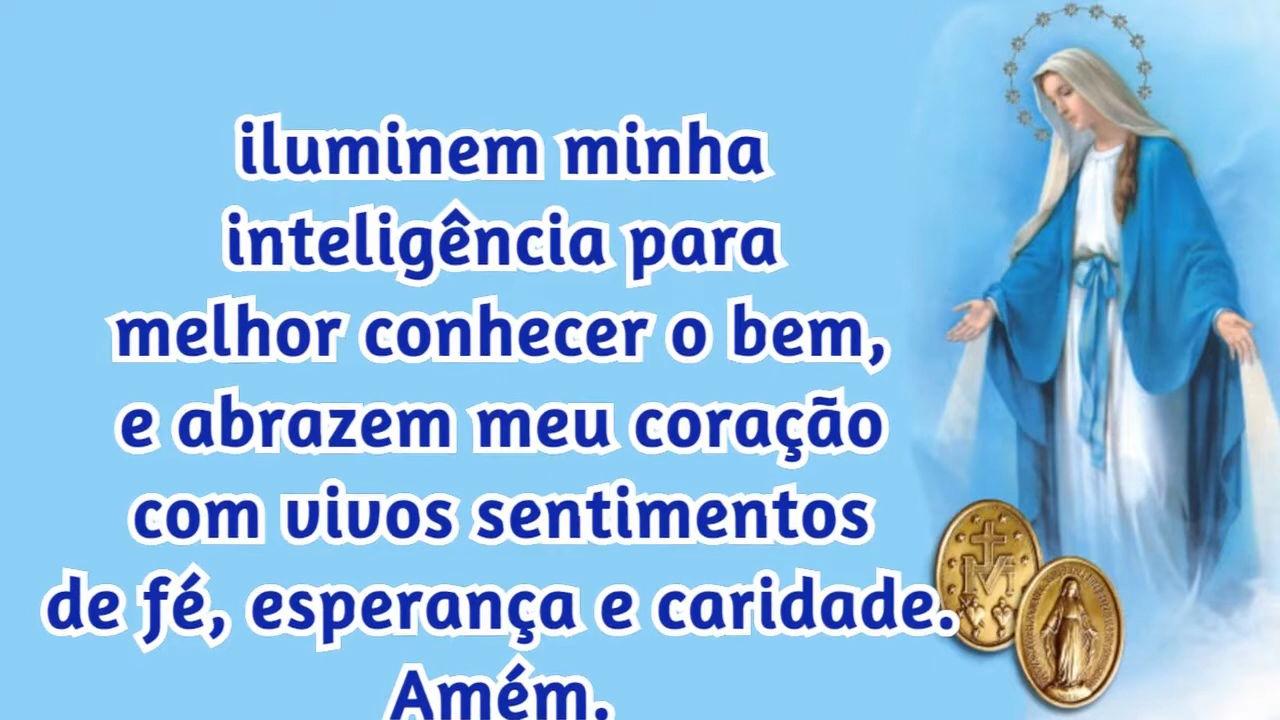 iluminem minha
inteligência para
melhor conhecer o bem,
e abrazem meu coração
com vivos sentimentos
de fé, esperança e caridade.
Amém.